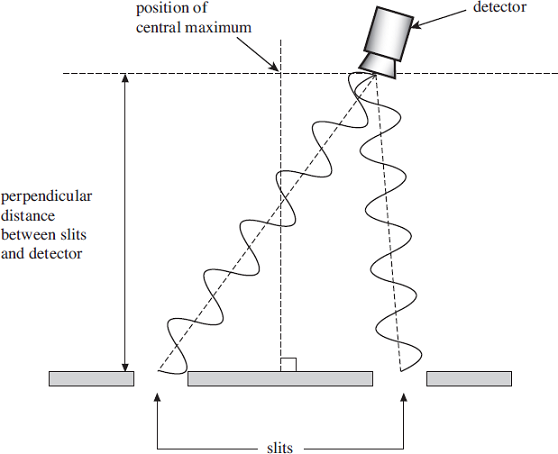 position of
central maximum
detector
perpendicular
distance
between slits
and detector
slits